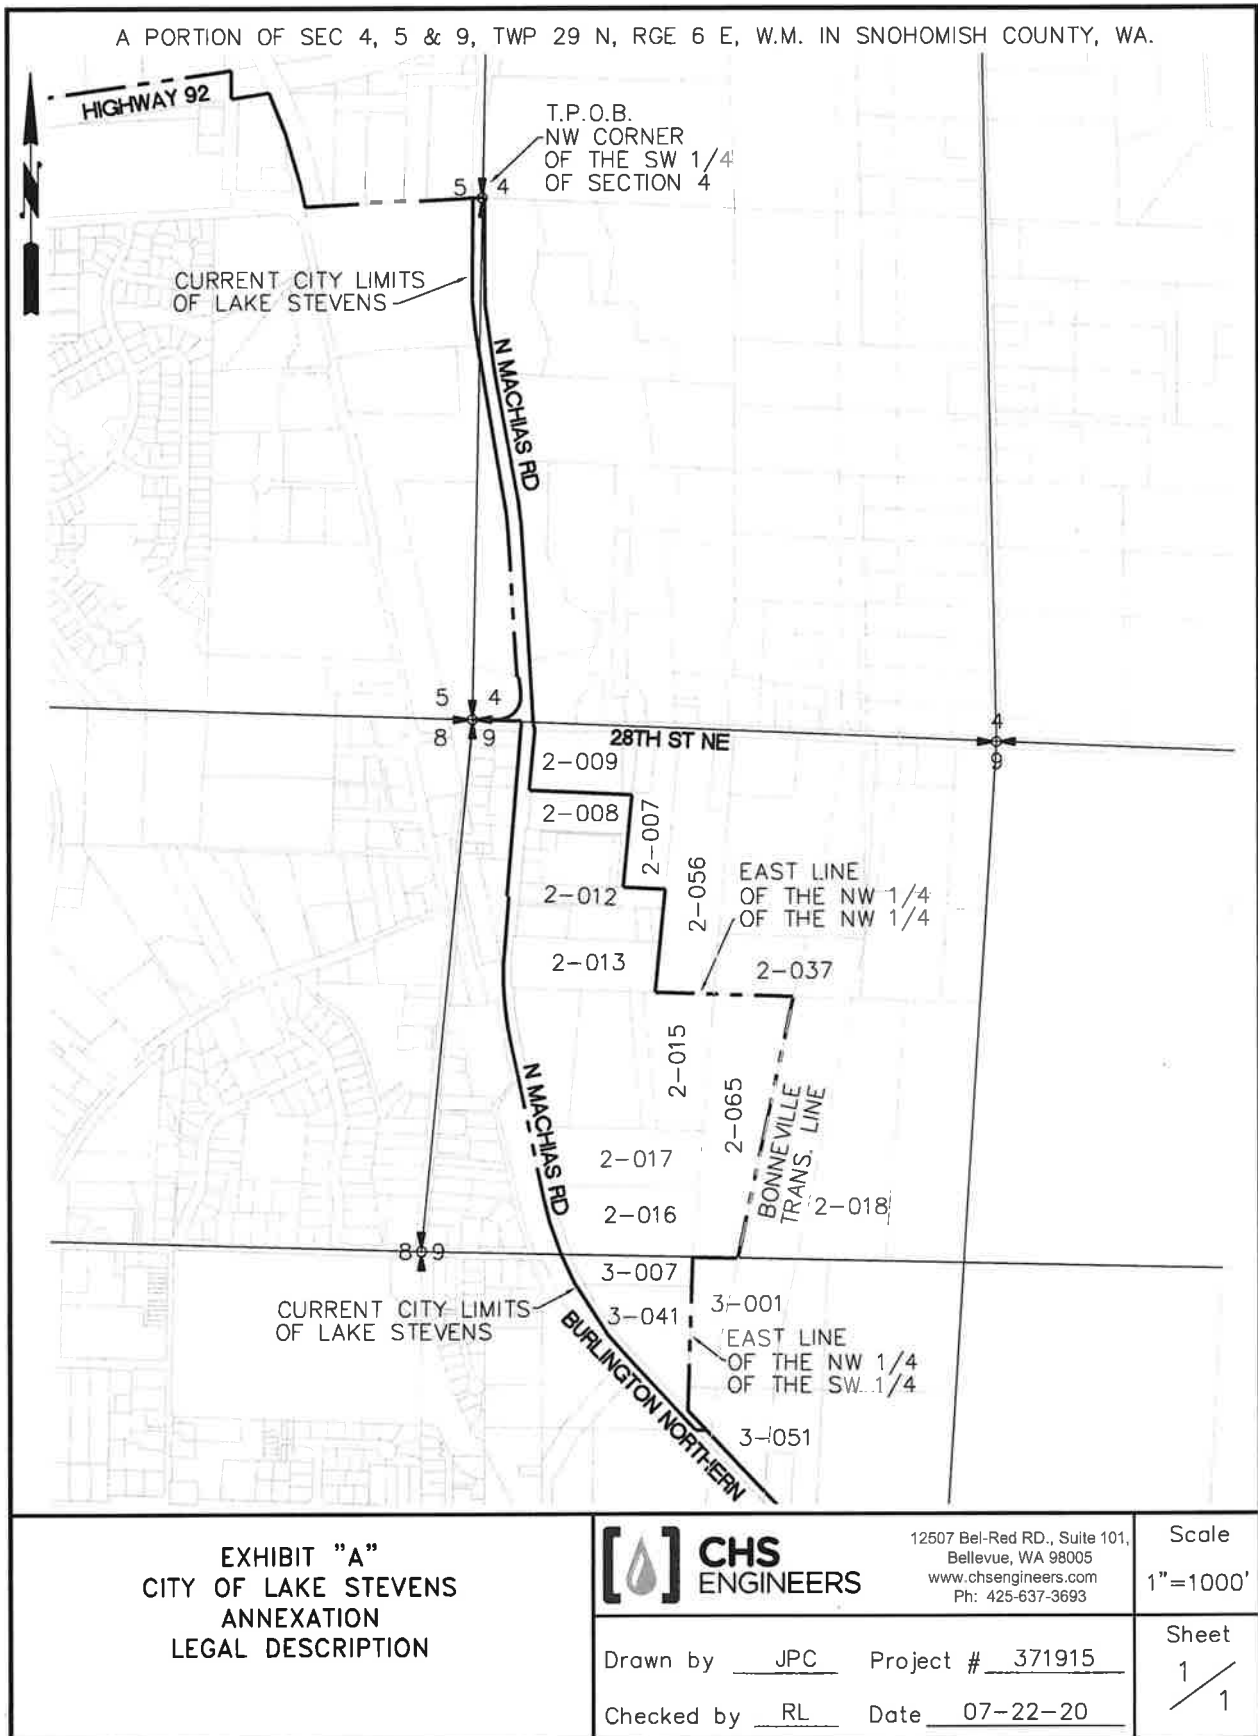 A PORTION OF SEC 4, 5 & 9, TWP 29 N, RGE 6 E, W.M. IN SNOHOMISH COUNTY, WA.
HIGHWAY 92
T.P.O.B.
NW CORNER
OF THE SW 1/4
OF SECTION 4
5 4
N
CURRENT CITY LIMITS
OF LAKE STEVENS
N MACHIAS RD
5 4
8 9
28TH ST NE
4
9
2-009
2-008
2-007
2-012
2-056
EAST LINE
OF THE NW 1/4
OF THE NW 1/4
2-013
2-037
2-015
2-065
N MACHIAS RD
BONNEVILLE
TRANS. LINE
2-017
2-016
2-018
8 9
3-007
CURRENT CITY LIMITS
OF LAKE STEVENS
3-041
3-001
EAST LINE
OF THE NW 1/4
OF THE SW 1/4
BURLINGTON NORTHERN
3-051
EXHIBIT "A"
CITY OF LAKE STEVENS
ANNEXATION
LEGAL DESCRIPTION
CHS
ENGINEERS
12507 Bel-Red RD., Suite 101,
Bellevue, WA 98005
www.chsengineers.com
Ph: 425-637-3693
Scale
1"=1000'
Drawn by JPC Project # 371915
Checked by RL Date 07-22-20
Sheet
1/1